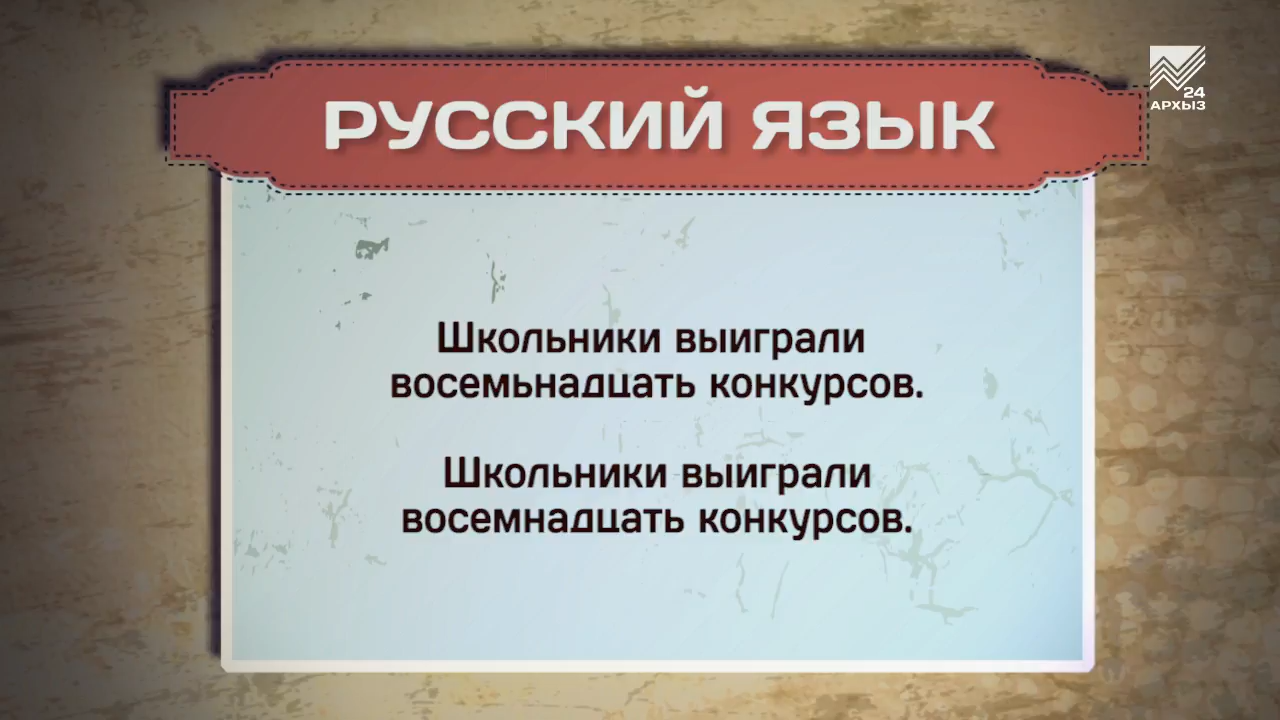 РУССКИЙ ЯЗЫК
24
АРХЫЗ
Школьники выиграли
восемьнадцать конкурсов.
Школьники выиграли
восемнадцать конкурсов.